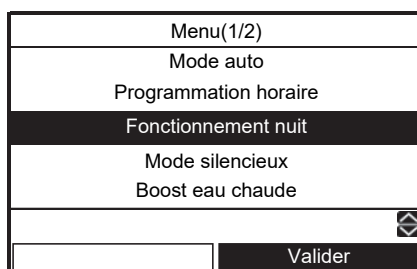 Menu(1/2)
Mode auto
Programmation horaire
Fonctionnement nuit
Mode silencieux
Boost eau chaude
Valider